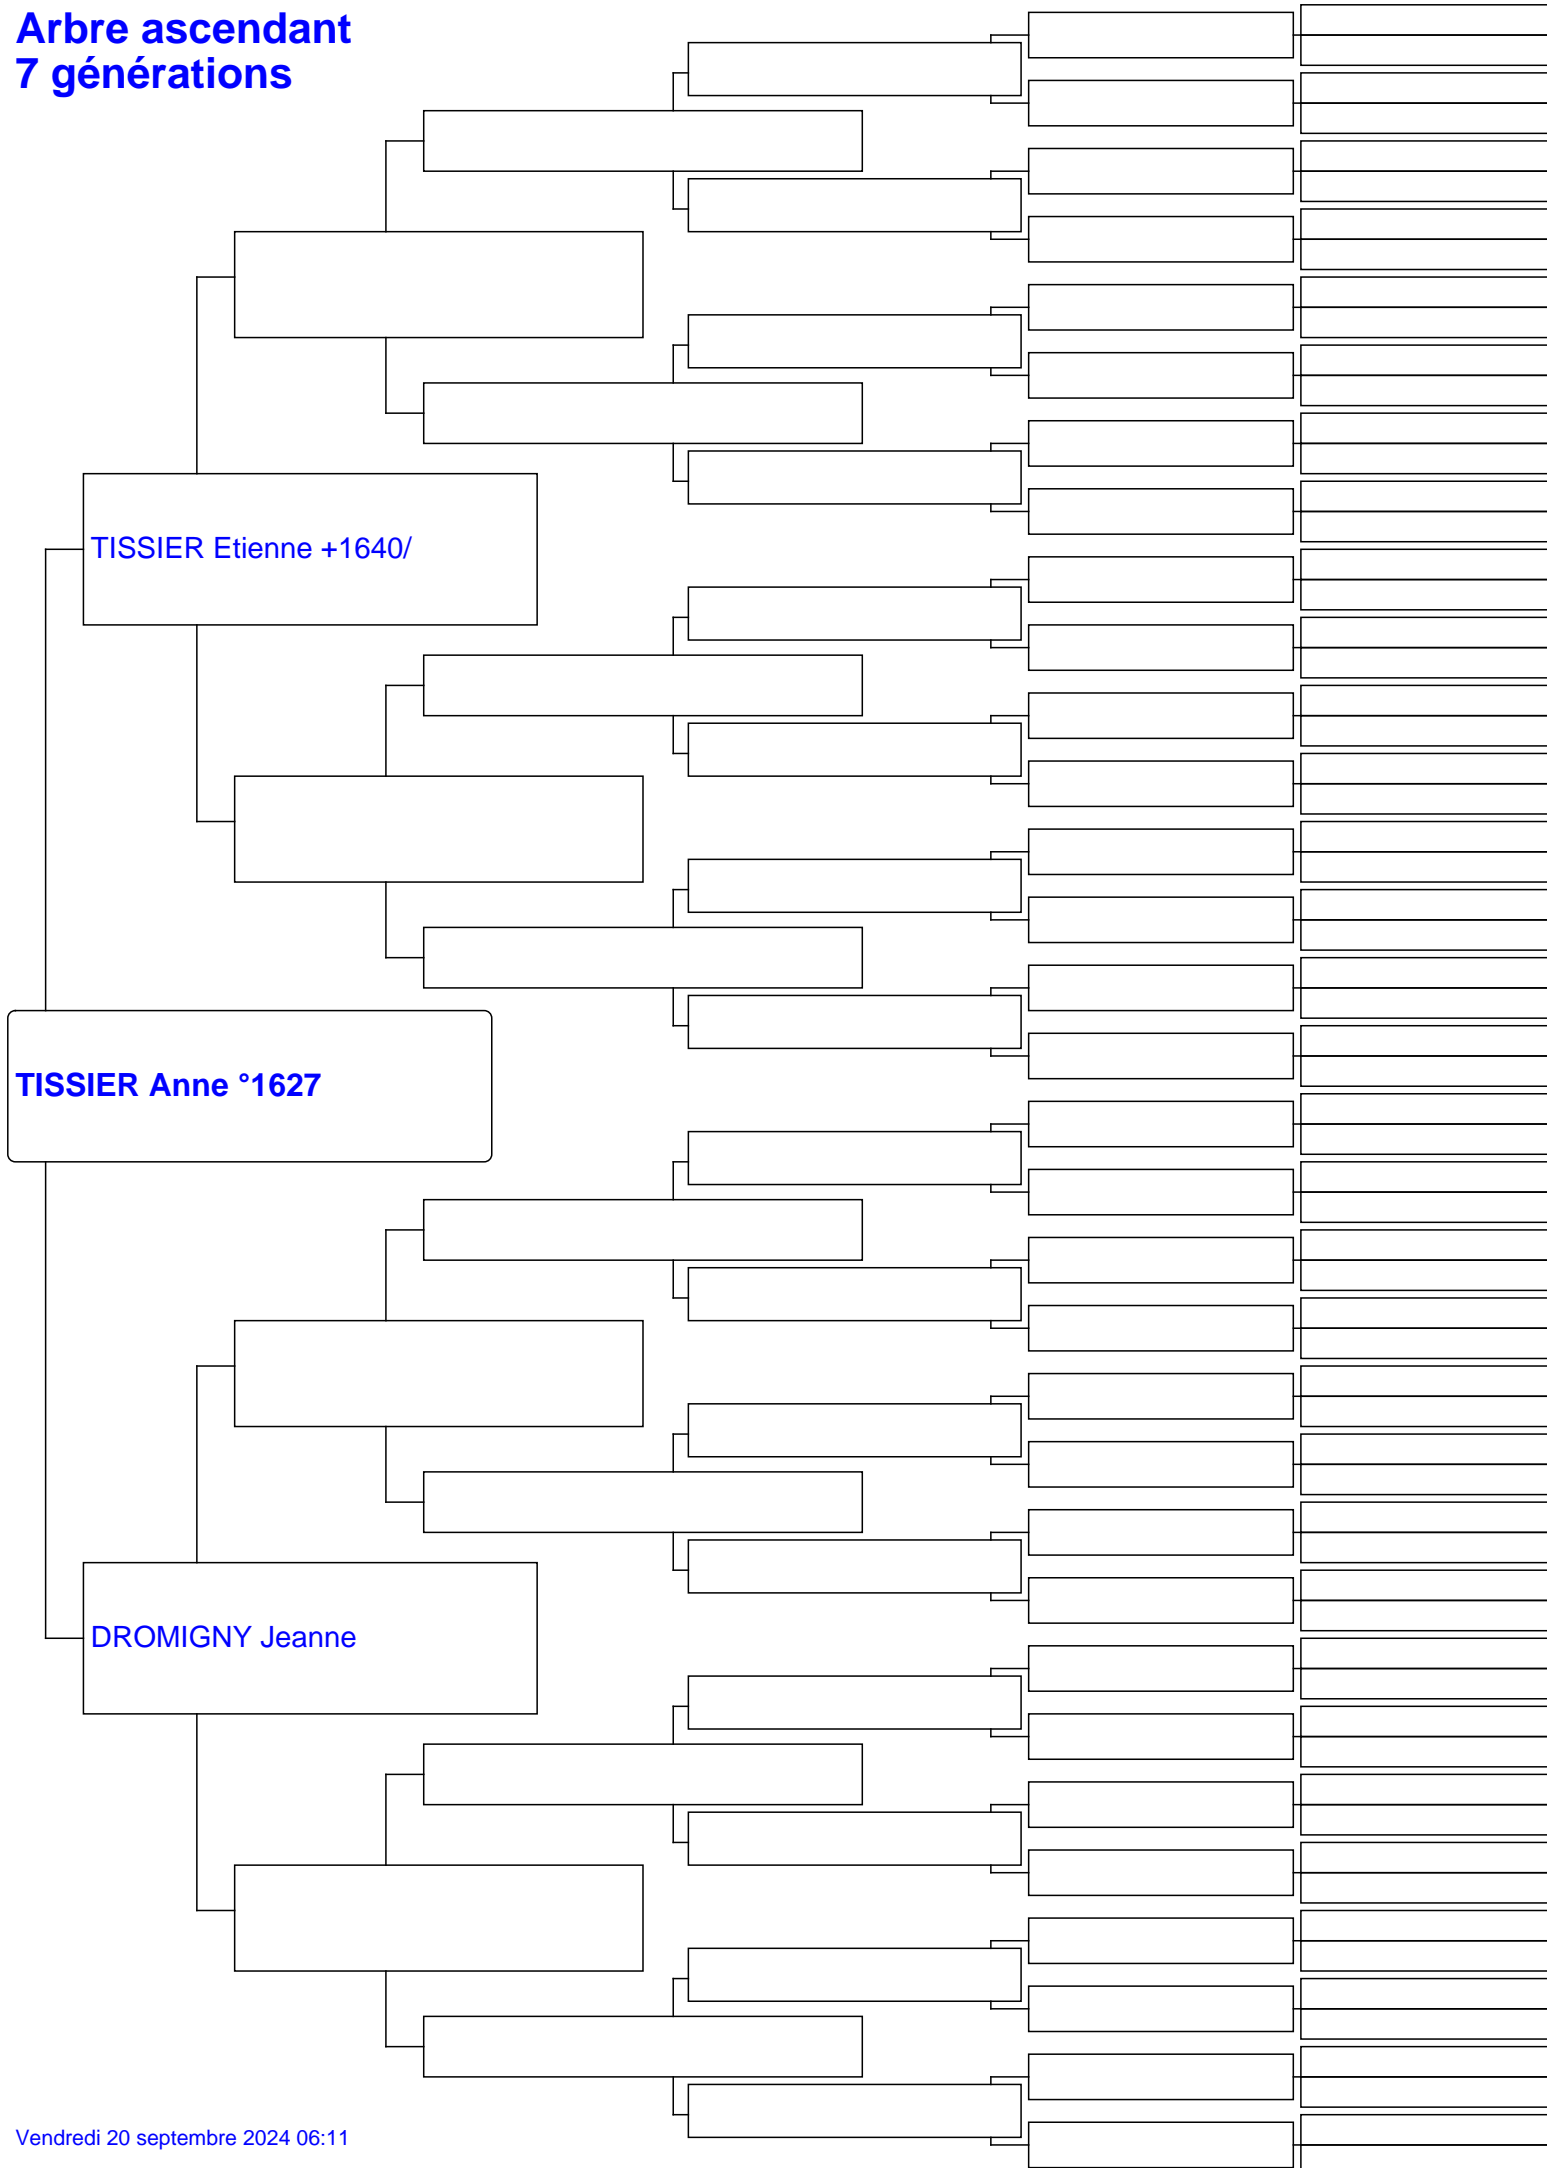 Arbre ascendant
7 générations
TISSIER Etienne +1640/
TISSIER Anne °1627
DROMIGNY Jeanne
Vendredi 20 septembre 2024 06:11